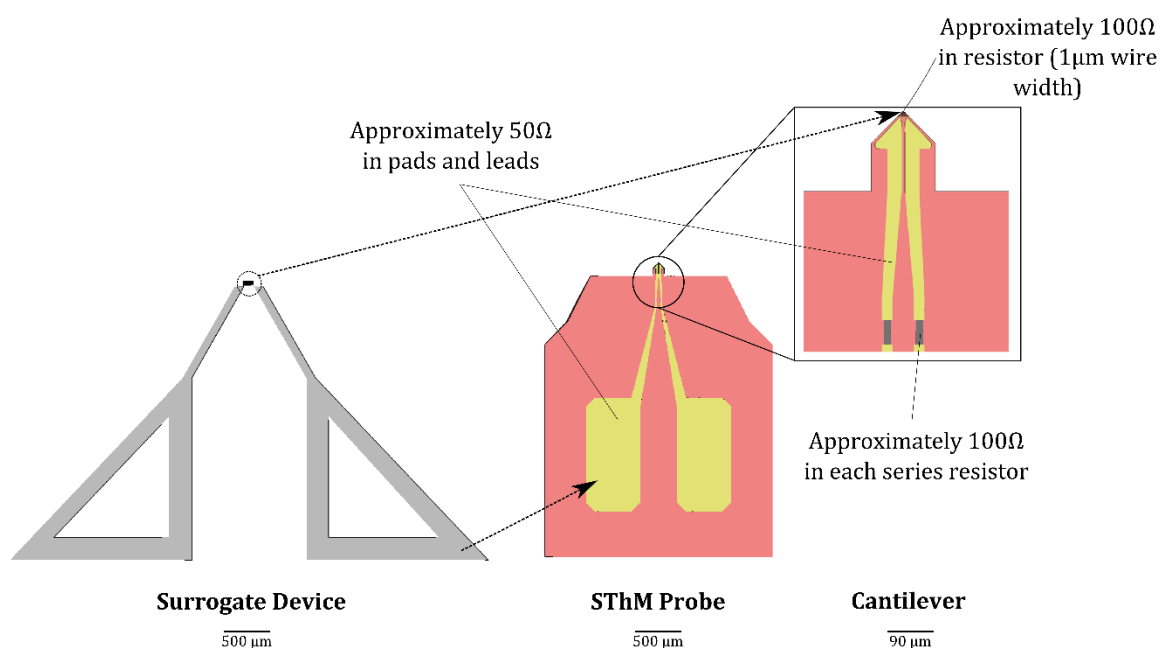 Approximately 100Ω
in resistor (1μm wire
width)
Approximately 50Ω
in pads and leads
Approximately 100Ω
in each series resistor
Surrogate Device
500 μm
SThM Probe
500 μm
Cantilever
90 μm